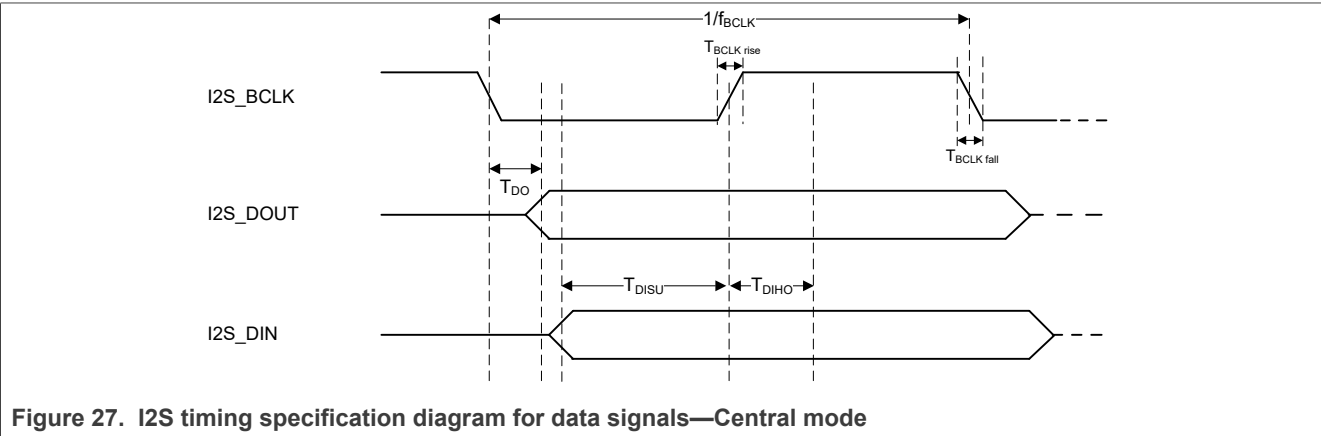 1/fBCLK
TBCLK rise
I2S_BCLK
TBCLK fall
TDO
I2S_DOUT
TDISU
TDIHO
I2S_DIN
Figure 27. I2S timing specification diagram for data signals—Central mode